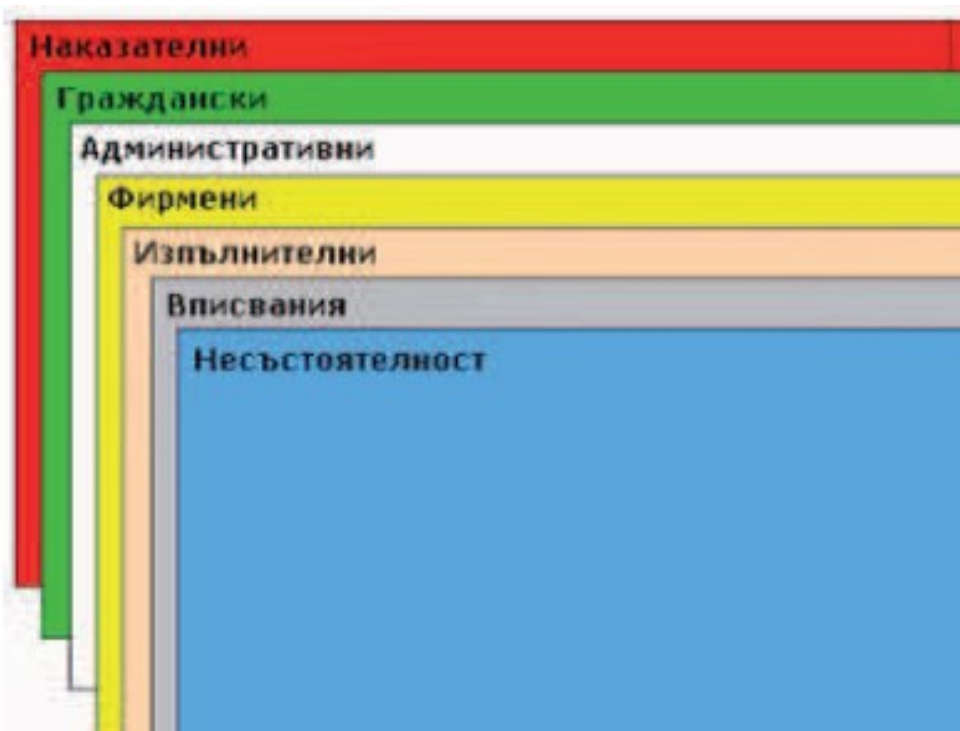 Наказателни
Граждански
Административни
Фирмени
Изпълнителни
Вписвания
Несъстоятелност